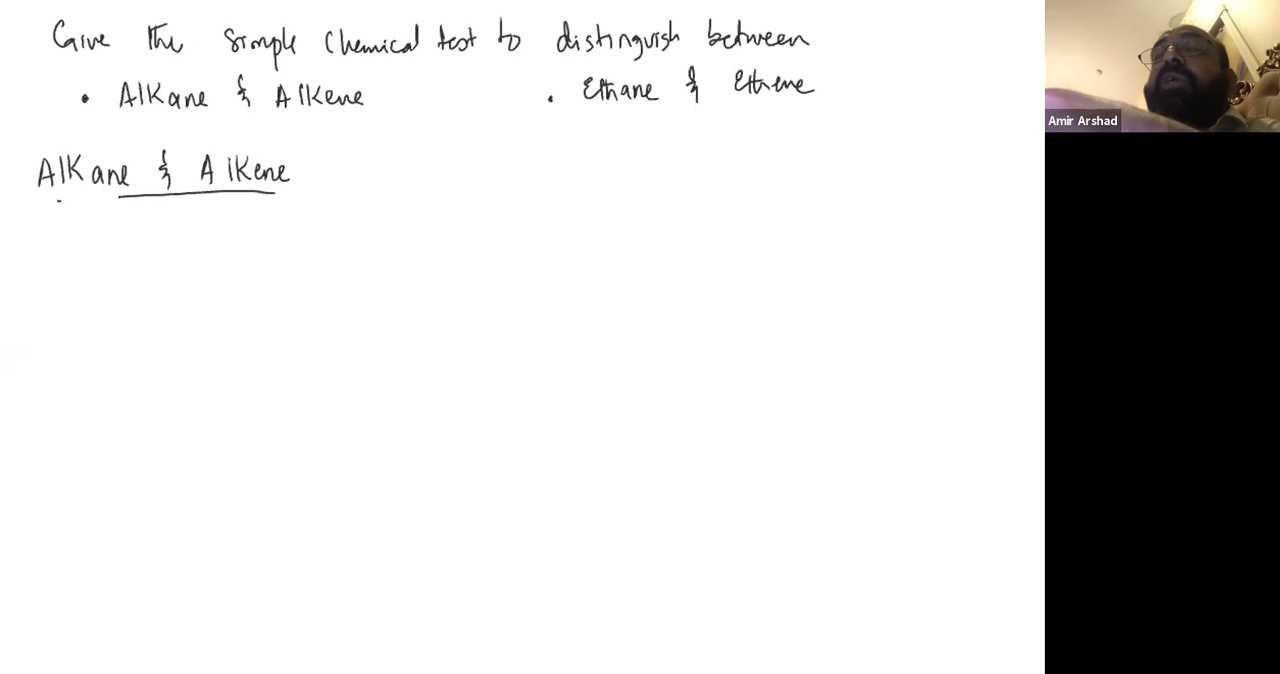 Give the simple Chemical test to distinguish between
• Alkane & Alkene • Ethane & Ethene
Alkane & Alkene
Amir Arshad